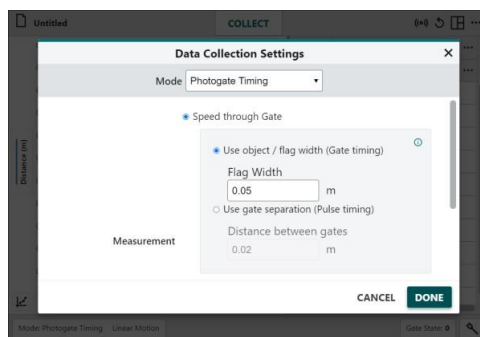 Untitled
COLLECT
Data Collection Settings
Mode Photogate Timing
Speed through Gate
Use object / flag width (Gate timing)
Flag Width
0.05 m
Use gate separation (Pulse timing)
Distance between gates
Measurement
0.02 m
Distance (m)
CANCEL DONE
Mode: Photogate Timing Linear Motion Gate State: 0